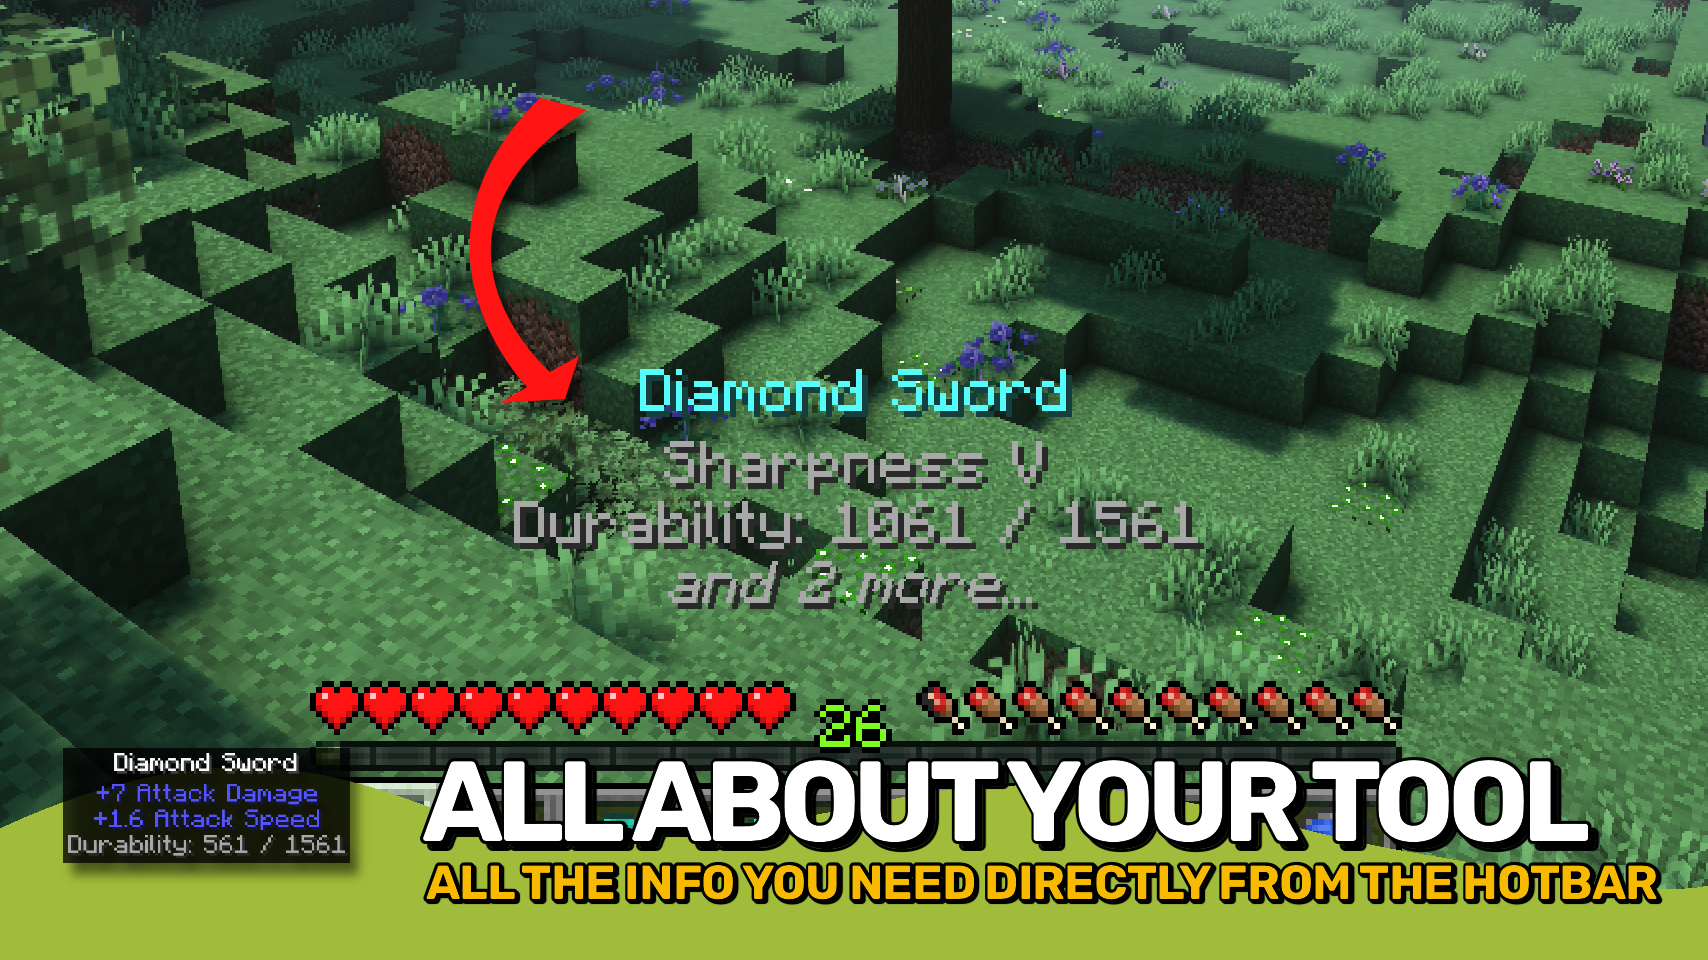 Diamond Sword
Sharpness V
Durability: 1061 / 1561
and 2 more...
26
Diamond Sword
+7 Attack Damage
+1.6 Attack Speed
Durability: 561 / 1561
ALL ABOUT YOUR TOOL
ALL THE INFO YOU NEED DIRECTLY FROM THE HOTBAR